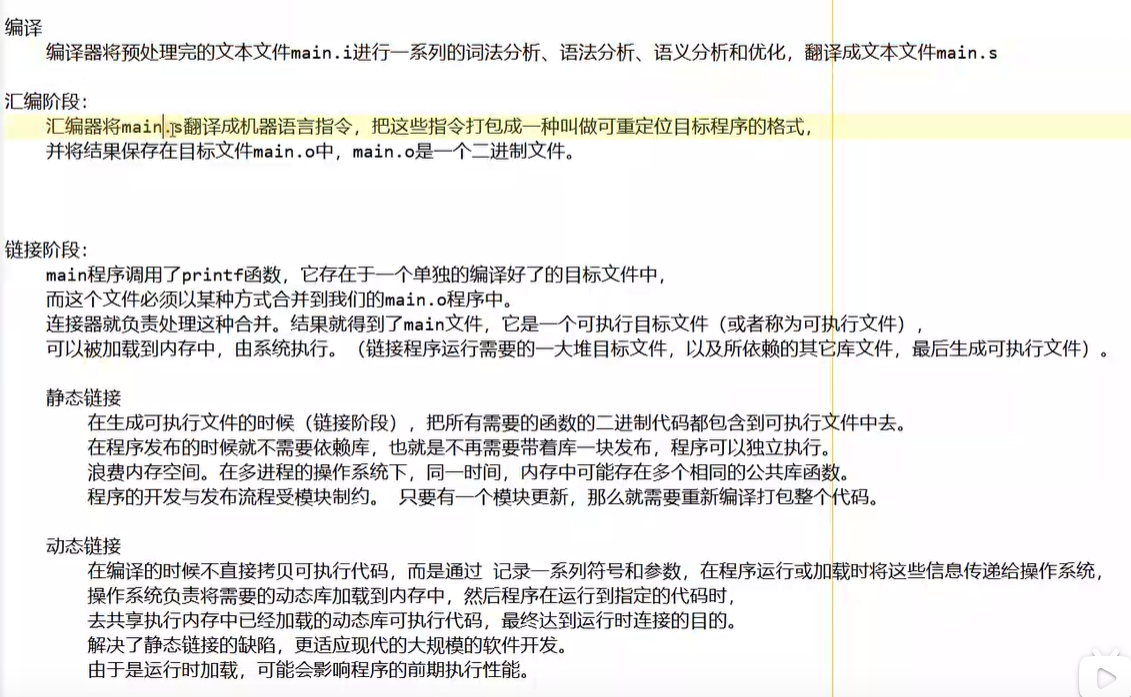 编译
编译器将预处理完的文本文件main.i进行一系列的词法分析、语法分析、语义分析和优化，翻译成文本文件main.s
汇编阶段：
汇编器将main.s翻译成机器语言指令，把这些指令打包成一种叫做可重定位目标程序的格式，
并将结果保存在目标文件main.o中，main.o是一个二进制文件。
链接阶段：
main程序调用了printf函数，它存在于一个单独的编译好了的目标文件中，
而这个文件必须以某种方式合并到我们的main.o程序中。
连接器就负责处理这种合并。结果就得到了main文件，它是一个可执行目标文件（或者称为可执行文件），
可以被加载到内存中，由系统执行。（链接程序运行需要的一大堆目标文件，以及所依赖的其它库文件，最后生成可执行文件）。
静态链接
在生成可执行文件的时候（链接阶段），把所有需要的函数的二进制代码都包含到可执行文件中去。
在程序发布的时候就不需要依赖库，也就是不再需要带着库一块发布，程序可以独立执行。
浪费内存空间。在多进程的操作系统下，同一时间，内存中可能存在多个相同的公共库函数。
程序的开发与发布流程受模块制约。 只要有一个模块更新，那么就需要重新编译打包整个代码。
动态链接
在编译的时候不直接拷贝可执行代码，而是通过 记录一系列符号和参数，在程序运行或加载时将这些信息传递给操作系统，
操作系统负责将需要的动态库加载到内存中，然后程序在运行到指定的代码时，
去共享执行内存中已经加载的动态库可执行代码，最终达到运行时连接的目的。
解决了静态链接的缺陷，更适应现代的大规模的软件开发。
由于是运行时加载，可能会影响程序的前期执行性能。